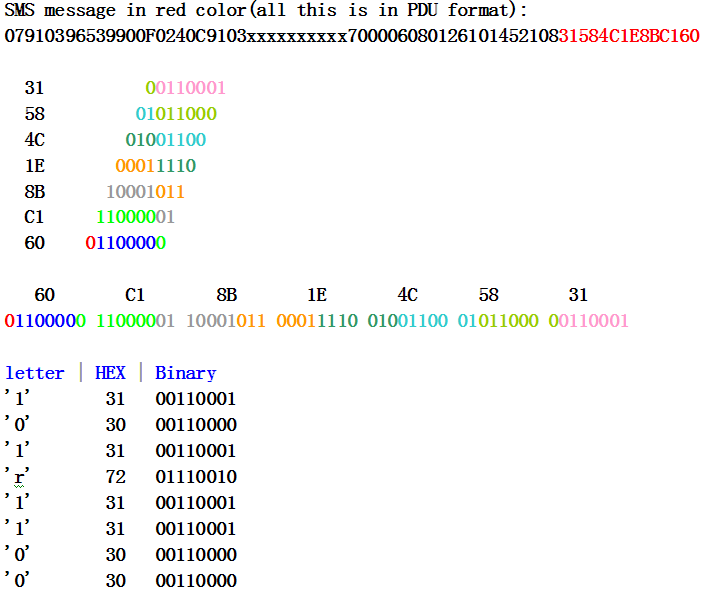 SMS message in red color(all this is in PDU format):
07910396539900F0240C9103xxxxxxxxxx7000060801261014521083​1584C1E8BC160
31 00110001
58 01011000
4C 01001100
1E 00011110
8B 10001011
C1 11000001
60 01100000
60 C1 8B 1E 4C 58 31
01100000 11000001 10001011 00011110 01001100 01011000 00110001
letter | HEX | Binary
'1' 31 00110001
'0' 30 00110000
'1' 31 00110001
'r' 72 01110010
'1' 31 00110001
'1' 31 00110001
'0' 30 00110000
'0' 30 00110000